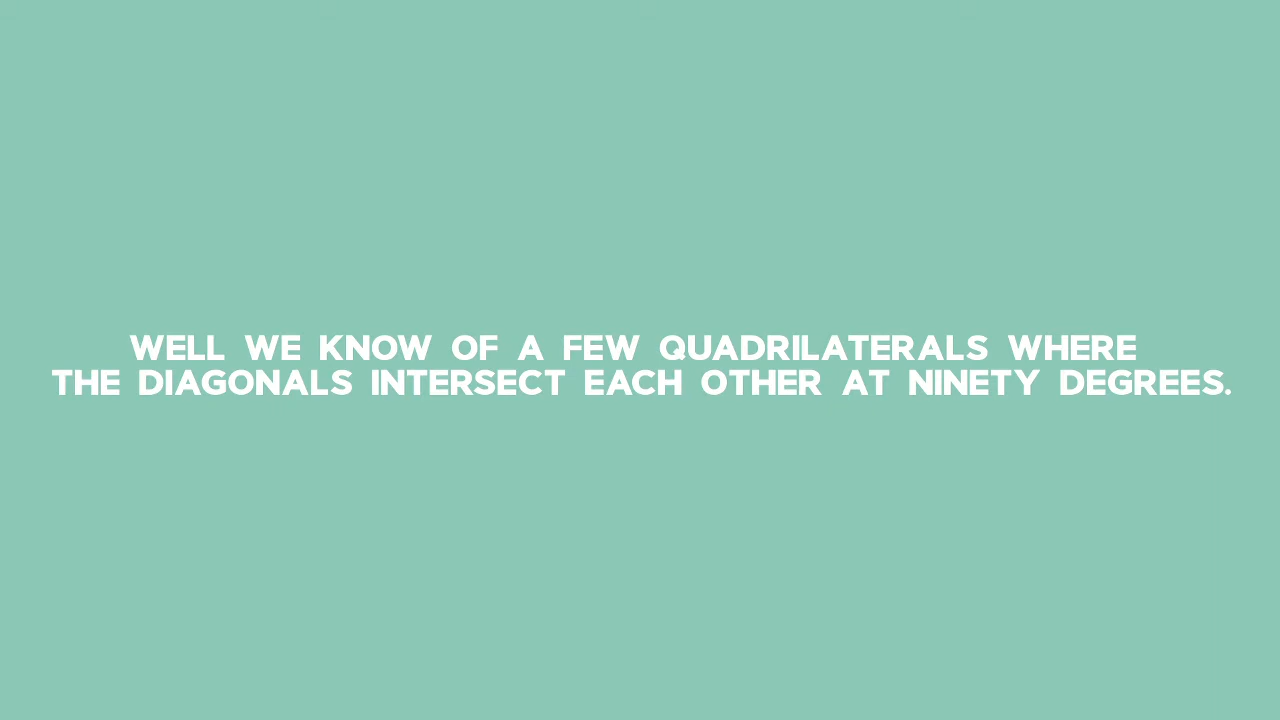 WELL WE KNOW OF A FEW QUADRILATERALS WHERE
THE DIAGONALS INTERSECT EACH OTHER AT NINETY DEGREES.